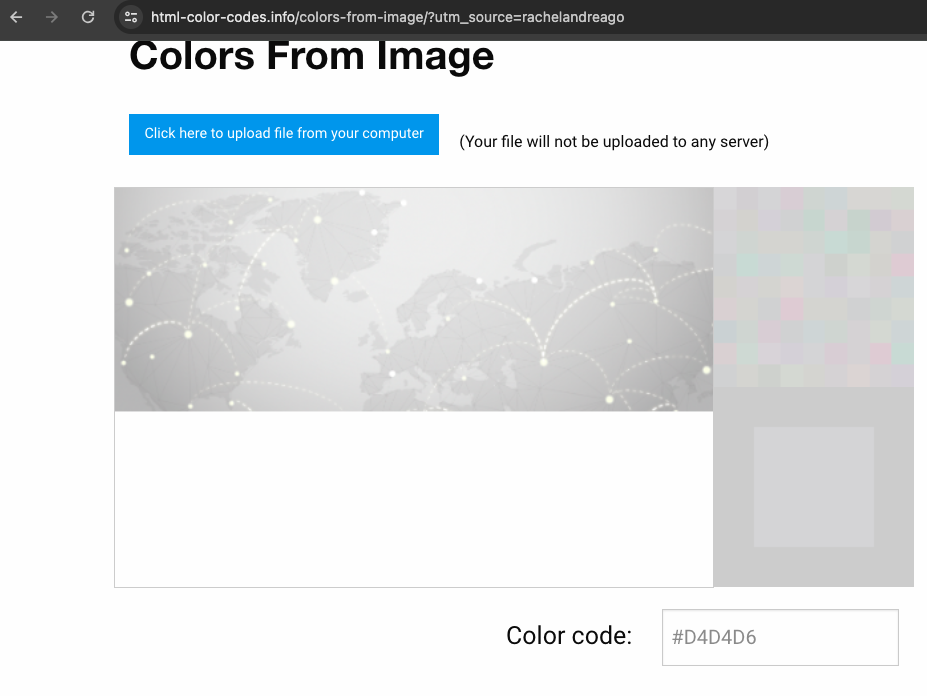 html-color-codes.info/colors-from-image/?utm_source=rachelandreago
Colors From Image
Click here to upload file from your computer
(Your file will not be uploaded to any server)
Color code:
#D4D4D6